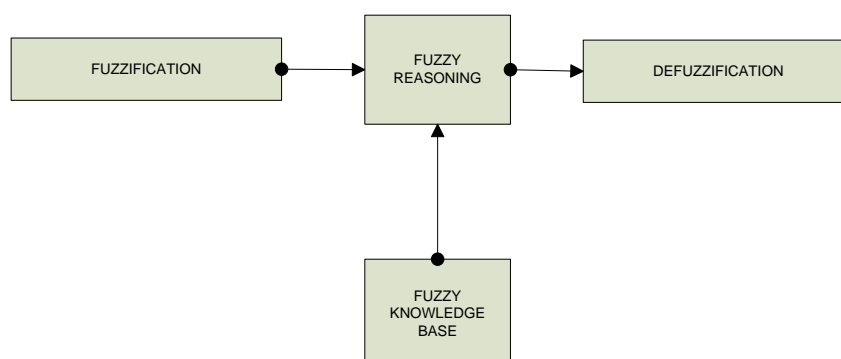 FUZZIFICATION
FUZZY
REASONING
DEFUZZIFICATION
FUZZY
KNOWLEDGE
BASE